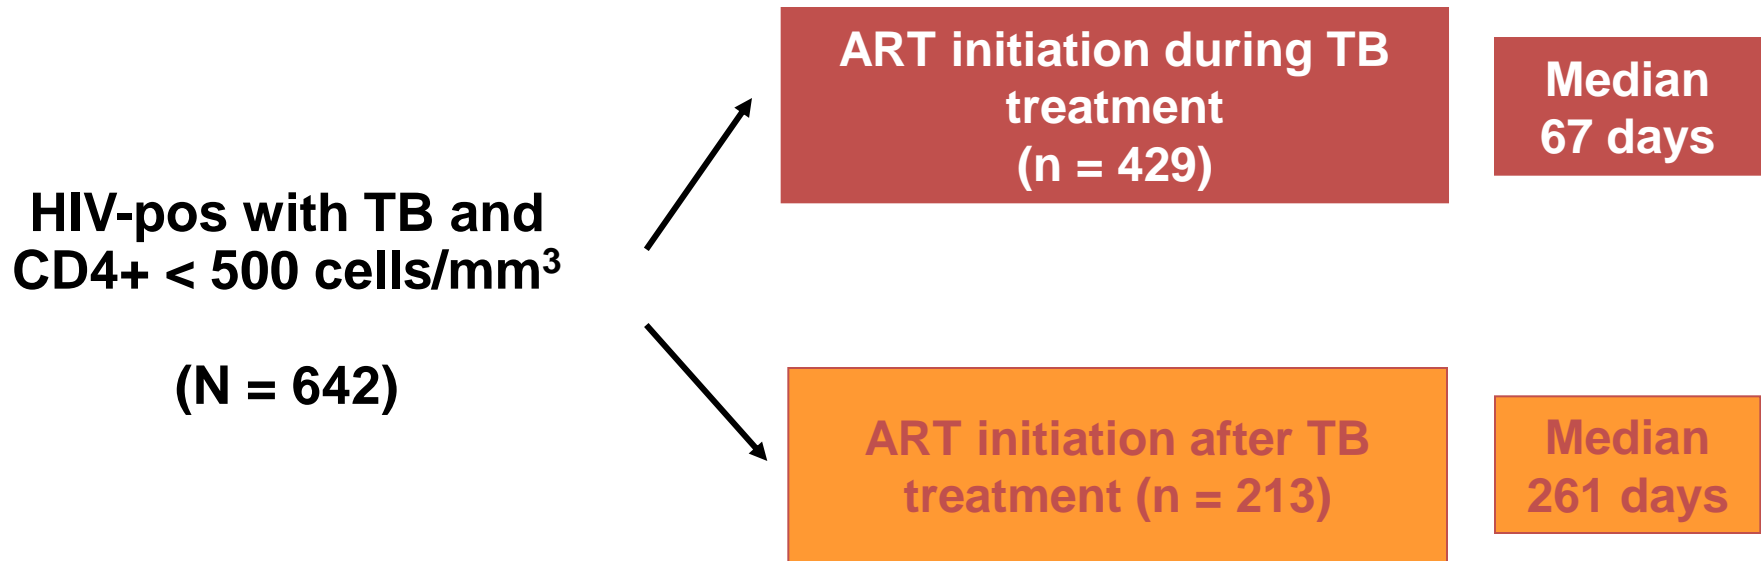 HIV-pos with TB and
CD4+ < 500 cells/mm³
(N = 642)
ART initiation during TB
treatment
(n = 429)
Median
67 days
ART initiation after TB
treatment (n = 213)
Median
261 days